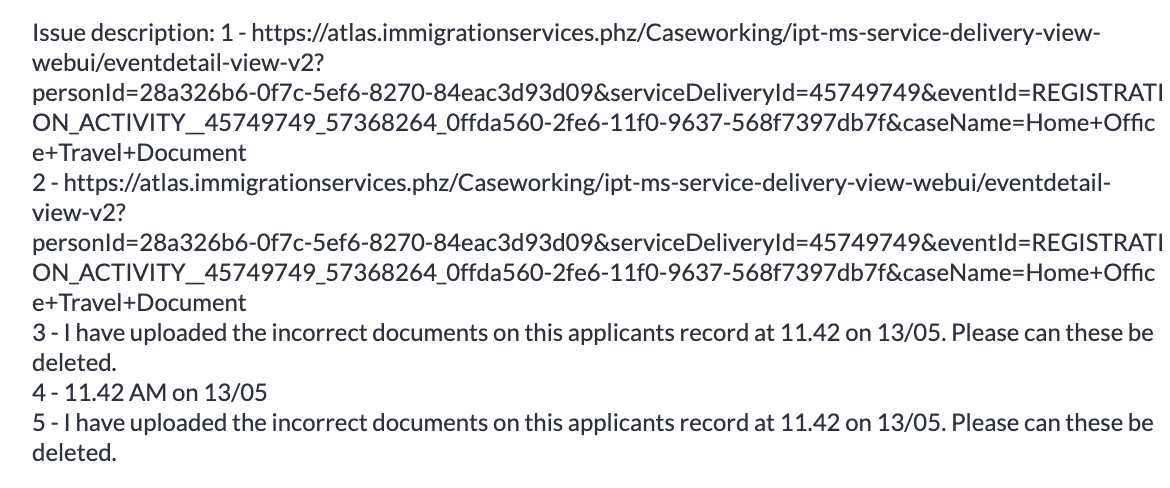 Issue description: 1 - https://atlas.immigrationservices.phz/Caseworking/ipt-ms-service-delivery-view-
webui/eventdetail-view-v2?
personId=28a326b6-0f7c-5ef6-8270-84eac3d93d09&serviceDeliveryId=45749749&eventId=REGISTRATI
ON_ACTIVITY__45749749_57368264_0ffda560-2fe6-11f0-9637-568f7397db7f&caseName=Home+Offic
e+Travel+Document
2 - https://atlas.immigrationservices.phz/Caseworking/ipt-ms-service-delivery-view-webui/eventdetail-
view-v2?
personId=28a326b6-0f7c-5ef6-8270-84eac3d93d09&serviceDeliveryId=45749749&eventId=REGISTRATI
ON_ACTIVITY__45749749_57368264_0ffda560-2fe6-11f0-9637-568f7397db7f&caseName=Home+Offic
e+Travel+Document
3 - I have uploaded the incorrect documents on this applicants record at 11.42 on 13/05. Please can these be
deleted.
4 - 11.42 AM on 13/05
5 - I have uploaded the incorrect documents on this applicants record at 11.42 on 13/05. Please can these be
deleted.